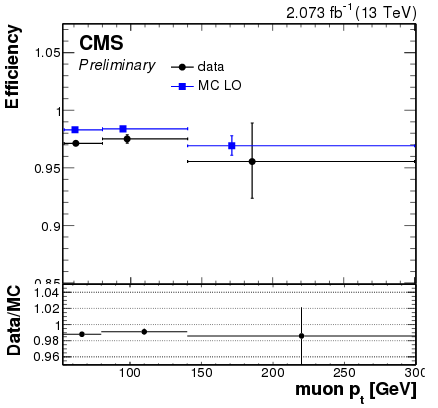 2.073 fb⁻¹ (13 TeV)
CMS
Preliminary
data
MC LO
Efficiency
1.05
1
0.95
0.9
0.85
Data/MC
1.04
1.02
1
0.98
0.96
100
150
200
250
300
muon pₜ [GeV]